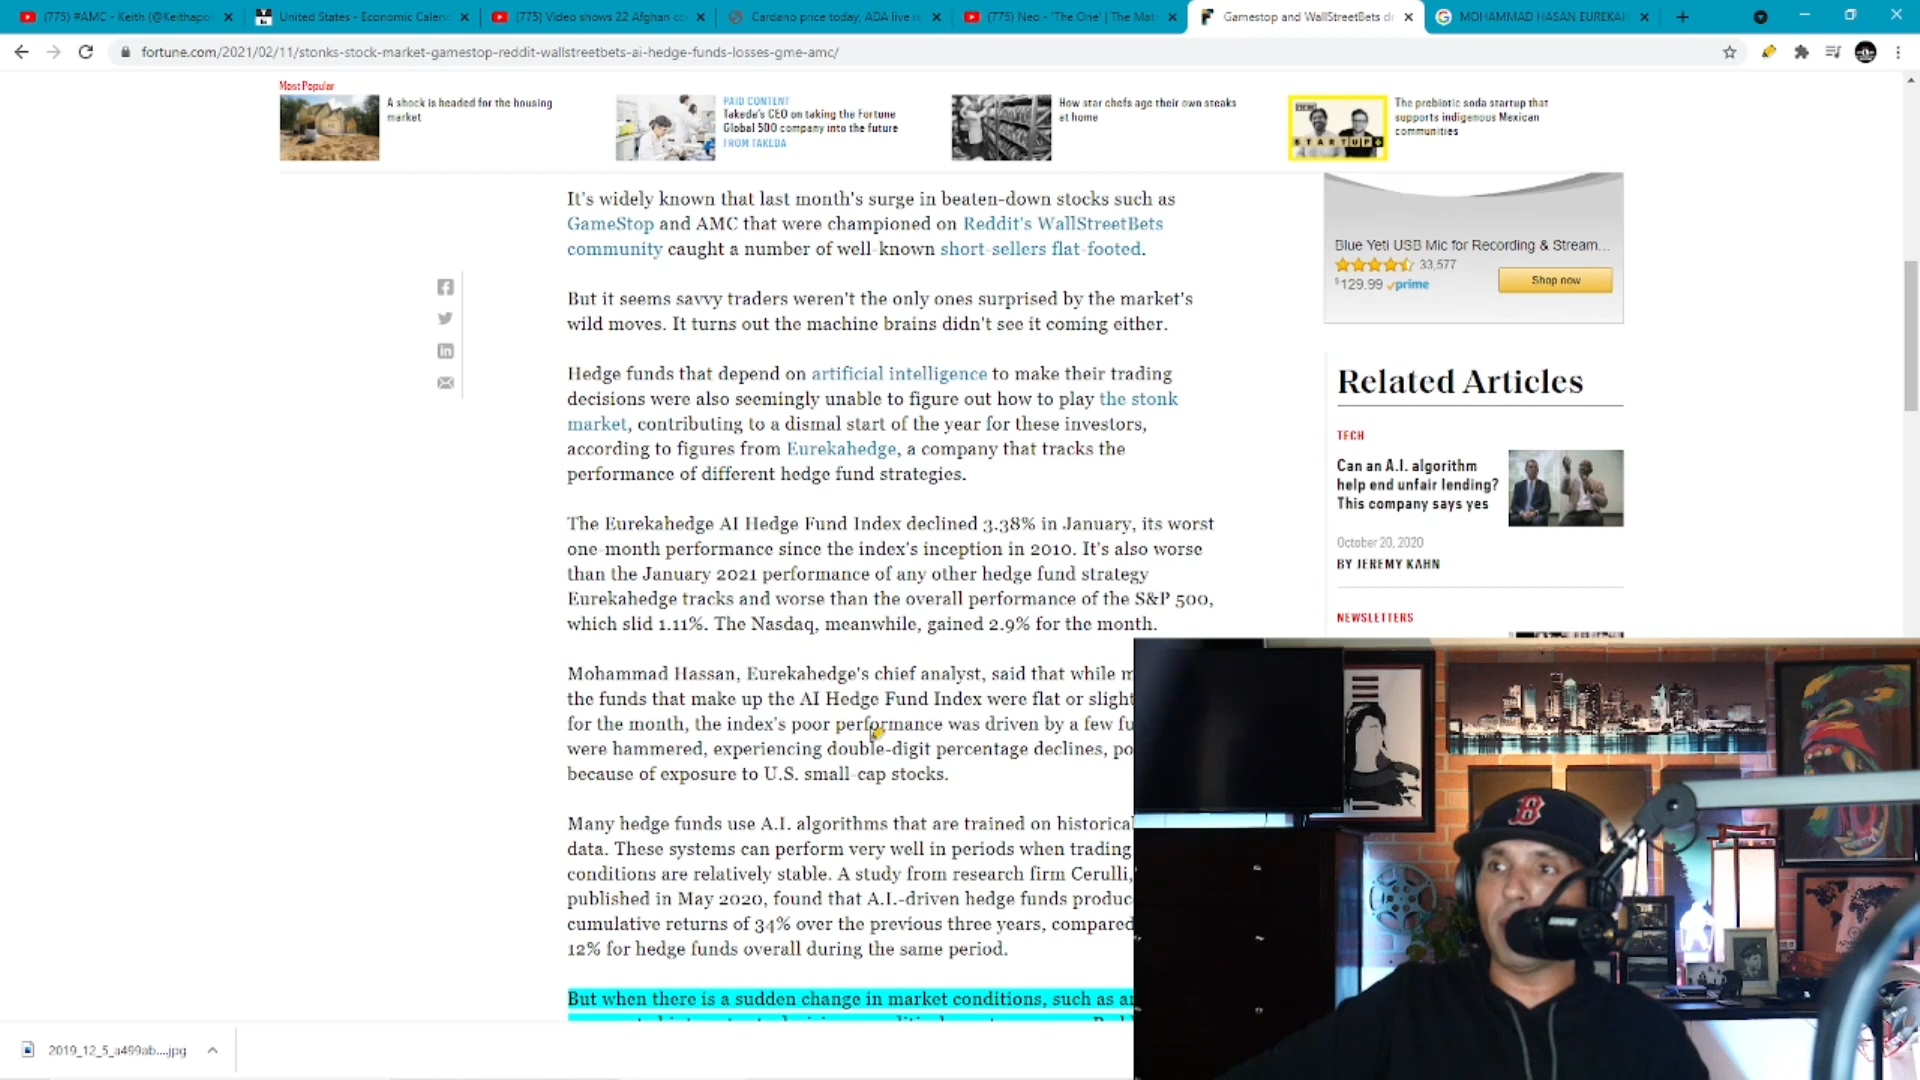 (775) #AMC - Keith (@Keithapo
United States - Economic Calenc
(775) Video shows 22 Afghan co
Cardano price today, ADA live m
(775) Neo - 'The One' | The Mat
Gamestop and WallStreetBets di
MOHAMMAD HASAN EUREKAH
fortune.com/2021/02/11/stonks-stock-market-gamestop-reddit-wallstreetbets-ai-hedge-funds-losses-gme-amc/
Most Popular
A shock is headed for the housing
market
PAID CONTENT
Takeda's CEO on taking the Fortune
Global 500 company into the future
FROM TAKEDA
How star chefs age their own steaks
at home
STARTUP
The prebiotic soda startup that
supports indigenous Mexican
communities
It's widely known that last month's surge in beaten-down stocks such as
GameStop and AMC that were championed on Reddit's WallStreetBets
community caught a number of well-known short-sellers flat-footed.
But it seems savvy traders weren't the only ones surprised by the market's
wild moves. It turns out the machine brains didn't see it coming either.
Hedge funds that depend on artificial intelligence to make their trading
decisions were also seemingly unable to figure out how to play the stonk
market, contributing to a dismal start of the year for these investors,
according to figures from Eurekahedge, a company that tracks the
performance of different hedge fund strategies.
The Eurekahedge AI Hedge Fund Index declined 3.38% in January, its worst
one-month performance since the index's inception in 2010. It's also worse
than the January 2021 performance of any other hedge fund strategy
Eurekahedge tracks and worse than the overall performance of the S&P 500,
which slid 1.11%. The Nasdaq, meanwhile, gained 2.9% for the month.
Mohammad Hassan, Eurekahedge's chief analyst, said that while m
the funds that make up the AI Hedge Fund Index were flat or slight
for the month, the index's poor performance was driven by a few fu
were hammered, experiencing double-digit percentage declines, po
because of exposure to U.S. small-cap stocks.
Many hedge funds use A.I. algorithms that are trained on historical
data. These systems can perform very well in periods when trading
conditions are relatively stable. A study from research firm Cerulli,
published in May 2020, found that A.I.-driven hedge funds produc
cumulative returns of 34% over the previous three years, compared
12% for hedge funds overall during the same period.
But when there is a sudden change in market conditions, such as a
Blue Yeti USB Mic for Recording & Stream...
33,577
$129.99 prime
Shop now
Related Articles
TECH
Can an A.I. algorithm
help end unfair lending?
This company says yes
October 20, 2020
BY JEREMY KAHN
NEWSLETTERS
B
2019_12_5_a499ab....jpg